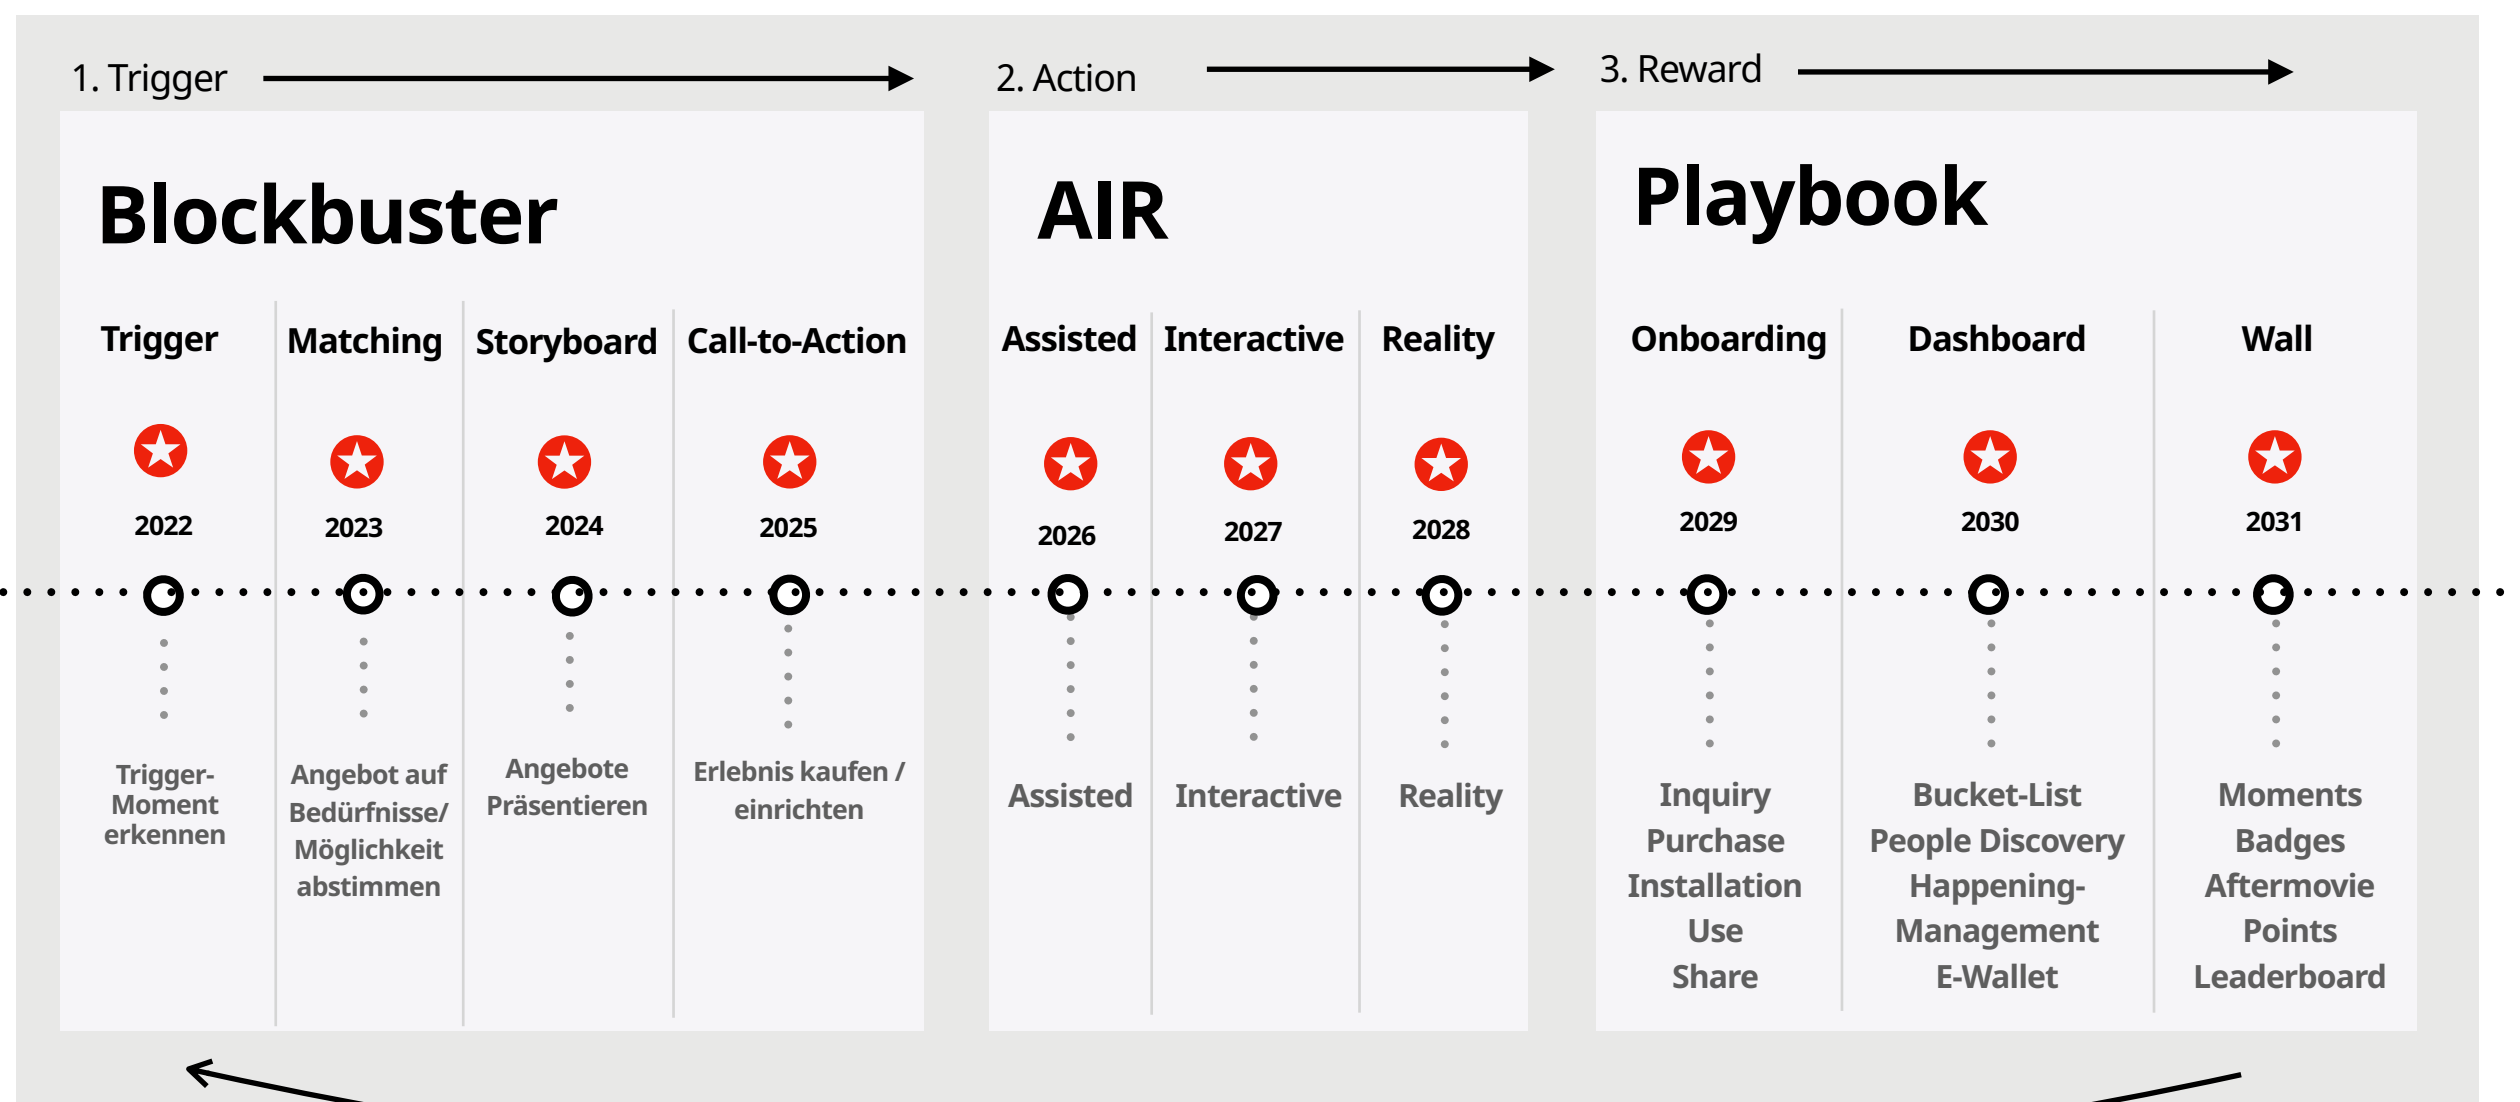 1. Trigger
2. Action
3. Reward
Blockbuster
Trigger
Matching
Storyboard
Call-to-Action
2022
2023
2024
2025
Trigger-
Moment
erkennen
Angebot auf
Bedürfnisse/
Möglichkeit
abstimmen
Angebote
Präsentieren
Erlebnis kaufen /
einrichten
AIR
Assisted
Interactive
Reality
2026
2027
2028
Assisted
Interactive
Reality
Playbook
Onboarding
Dashboard
Wall
2029
2030
2031
Inquiry
Purchase
Installation
Use
Share
Bucket-List
People Discovery
Happening-
Management
E-Wallet
Moments
Badges
Aftermovie
Points
Leaderboard